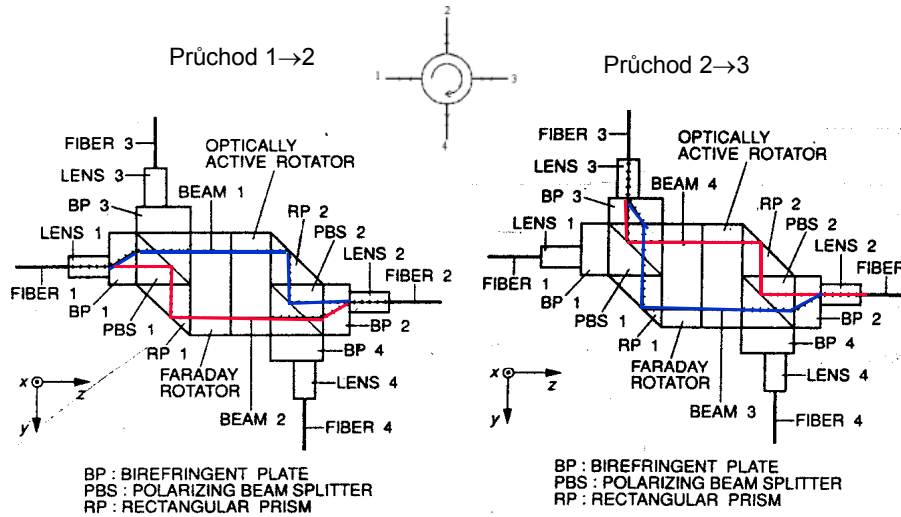 Průchod 1→2
2
1
3
4
Průchod 2→3
FIBER 3
OPTICALLY
ACTIVE ROTATOR
LENS 3
BEAM 1
BP 3
RP 2
LENS 1
PBS 2
LENS 2
FIBER 2
FIBER 1
BP 1
PBS 1
RP 1
BP 2
BP 4
FARADAY
ROTATOR
LENS 4
BEAM 2
FIBER 4
x
z
y
BP : BIREFRINGENT PLATE
PBS : POLARIZING BEAM SPLITTER
RP : RECTANGULAR PRISM
FIBER 3
OPTICALLY
ACTIVE ROTATOR
LENS 3
BEAM 4
BP 3
RP 2
LENS 1
PBS 2
LENS 2
FIBER
FIBER 1
BP 1
PBS 1
RP 1
BP 2
BP 4
FARADAY
ROTATOR
LENS 4
BEAM 3
FIBER 4
x
z
y
BP : BIREFRINGENT PLATE
PBS : POLARIZING BEAM SPLITTER
RP : RECTANGULAR PRISM